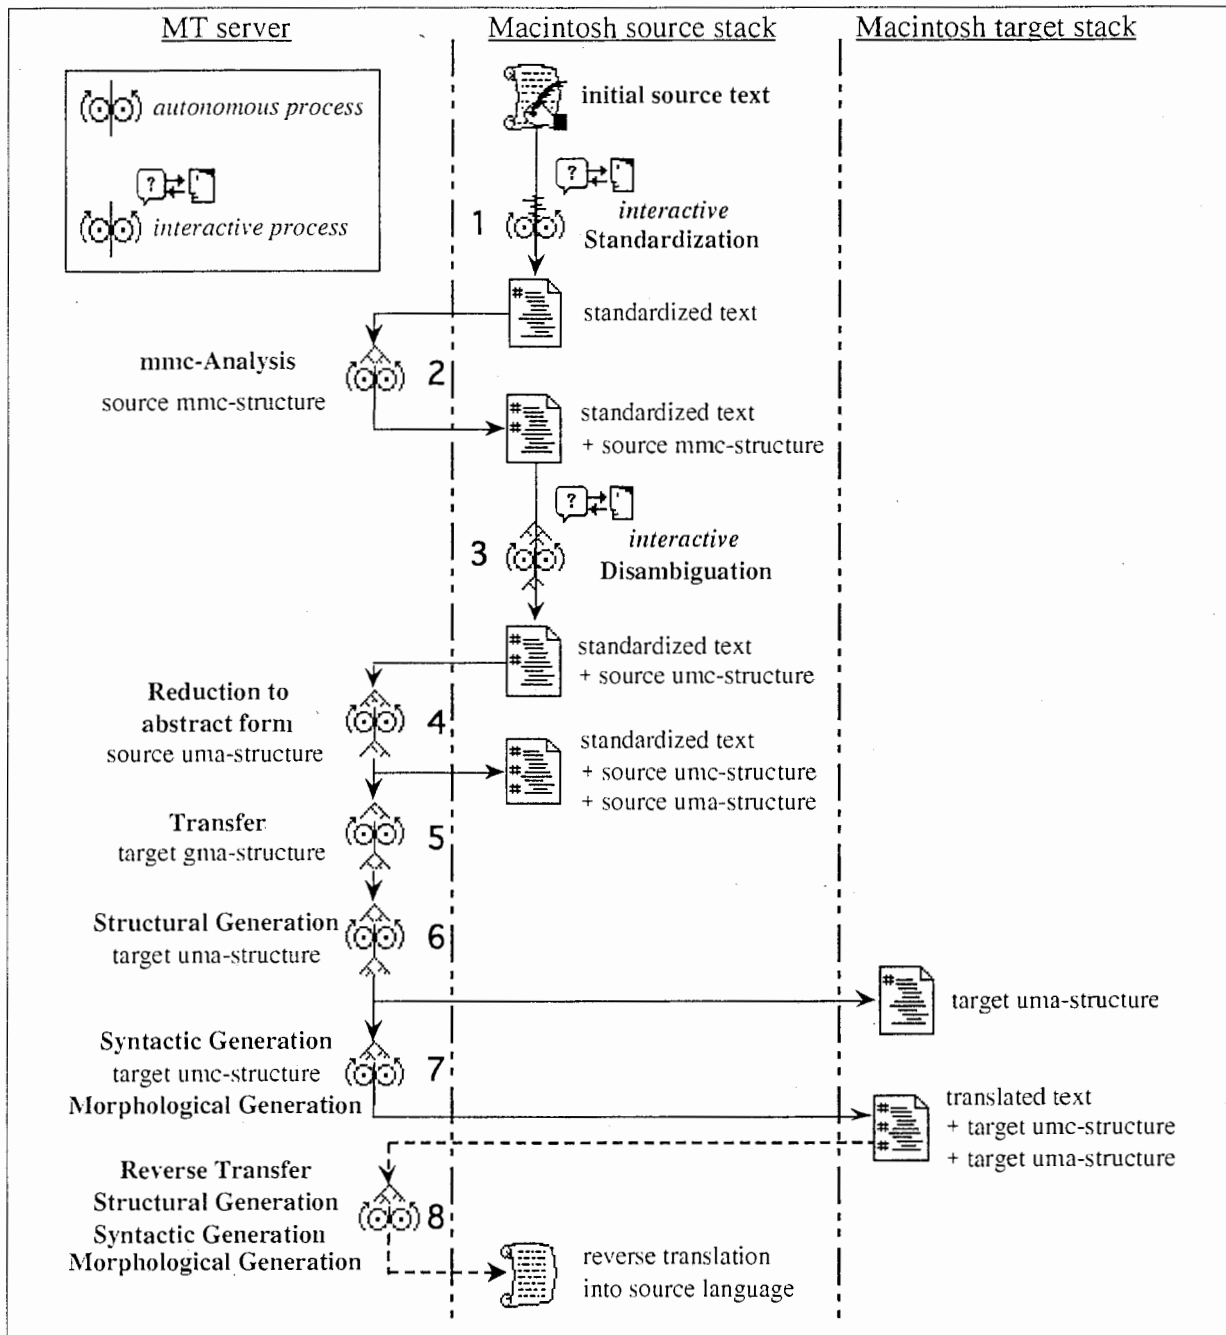 MT server
Macintosh source stack
Macintosh target stack
autonomous process
?
interactive process
initial source text
?
1
interactive
Standardization
#
standardized text
mmc-Analysis
2
source mmc-structure
#
#
standardized text
+ source mmc-structure
?
3
interactive
Disambiguation
#
#
standardized text
+ source umc-structure
Reduction to
abstract form
4
source uma-structure
#
#
#
standardized text
+ source umc-structure
+ source uma-structure
Transfer
5
target gma-structure
Structural Generation
6
target uma-structure
#
target uma-structure
Syntactic Generation
target umc-structure
7
Morphological Generation
#
#
#
translated text
+ target umc-structure
+ target uma-structure
Reverse Transfer
Structural Generation
8
Syntactic Generation
Morphological Generation
reverse translation
into source language